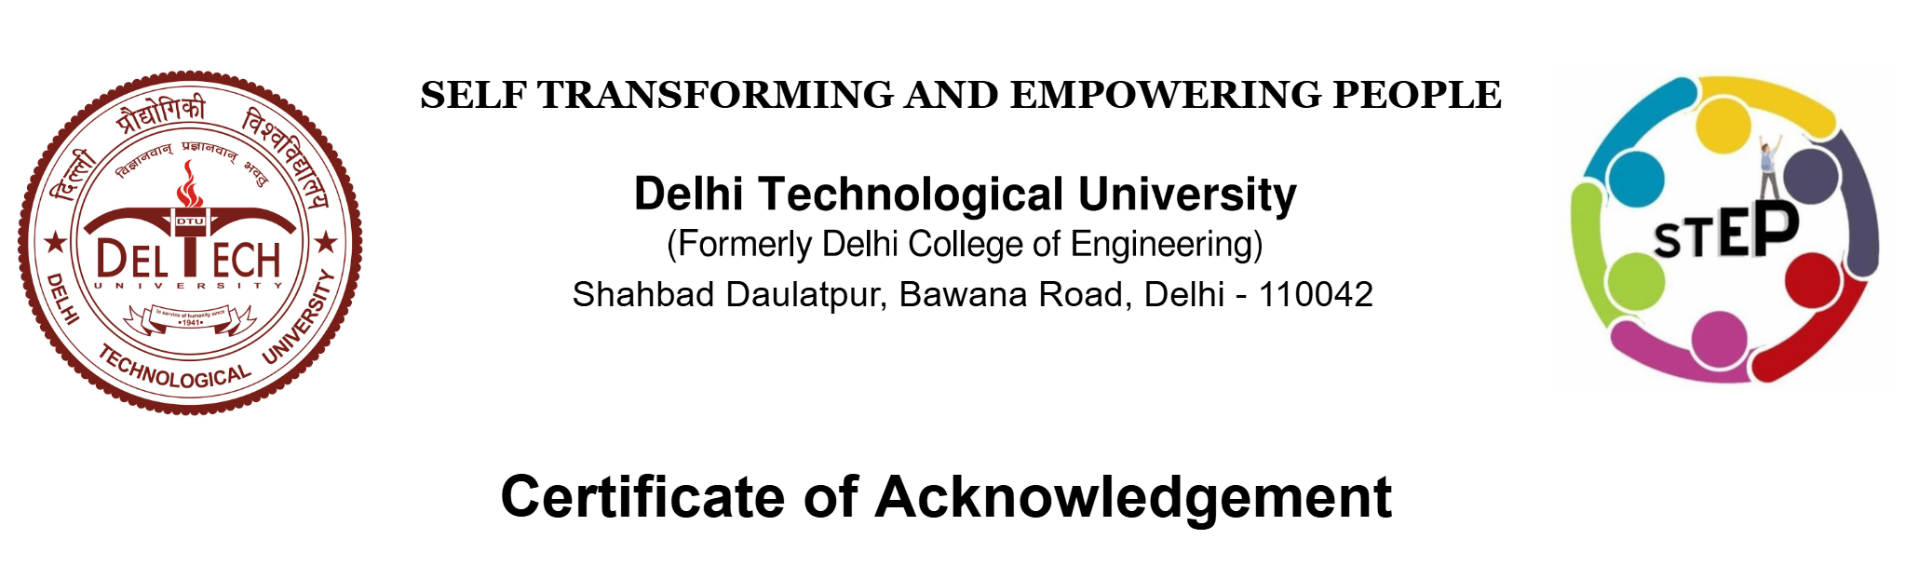 SELF TRANSFORMING AND EMPOWERING PEOPLE
Delhi Technological University
(Formerly Delhi College of Engineering)
Shahbad Daulatpur, Bawana Road, Delhi - 110042
Certificate of Acknowledgement
दिल्ली प्रौद्योगिकी विश्वविद्यालय
विज्ञानवान् प्रज्ञानवान् भवतु
DTU
DELTECH
UNIVERSITY
In service of humanity since
•1941•
DELHI TECHNOLOGICAL UNIVERSITY
STEP